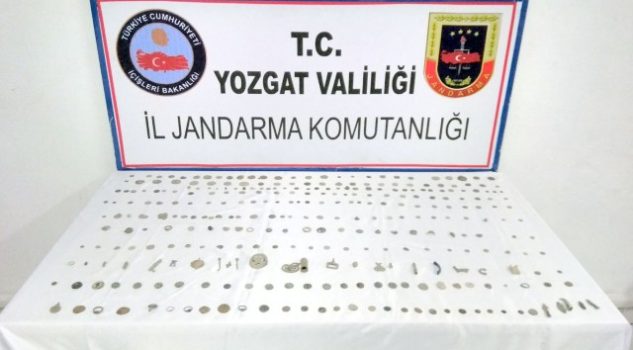 TÜRKİYE CUMHURİYETİ
İÇİŞLERİ BAKANLIĞI
T.C.
YOZGAT VALİLİĞİ
İL JANDARMA KOMUTANLIĞI
JANDARMA